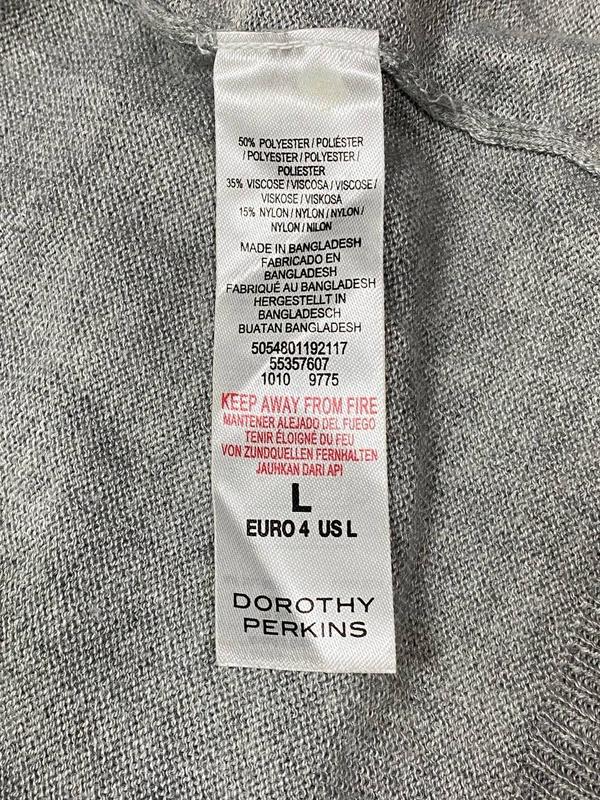 50% POLYESTER / POLIÉSTER
/ POLYESTER / POLYESTER /
POLIESTER
35% VISCOSE / VISCOSA / VISCOSE /
VISKOSE / VISKOSA
15% NYLON / NYLON / NYLON /
NYLON / NILON
MADE IN BANGLADESH
FABRICADO EN
BANGLADESH
FABRIQUÉ AU BANGLADESH
HERGESTELLT IN
BANGLADESCH
BUATAN BANGLADESH
5054801192117
55357607
1010 9775
KEEP AWAY FROM FIRE
MANTENER ALEJADO DEL FUEGO
TENIR ÉLOIGNÉ DU FEU
VON ZUNDQUELLEN FERNHALTEN
JAUHKAN DARI API
L
EURO 4 US L
DOROTHY
PERKINS